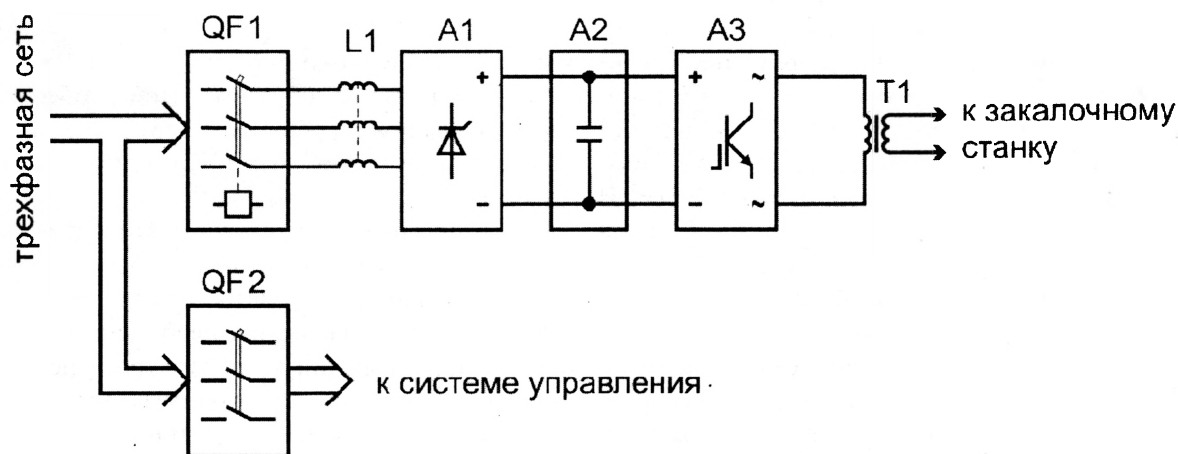 трехфазная сеть
QF1
L1
A1
A2
A3
T1
+
+
~
−
−
~
к закалочному
станку
QF2
к системе управления